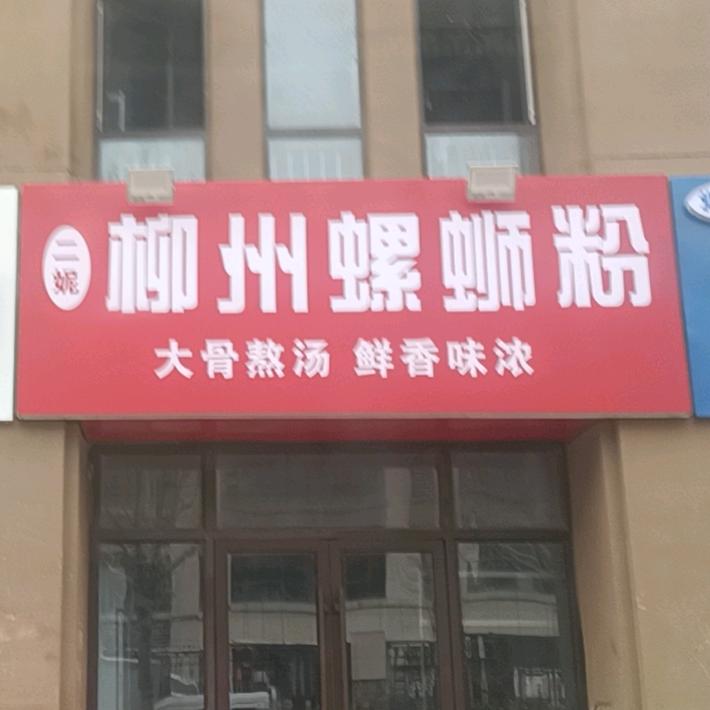 二妮
柳州螺蛳粉
大骨熬汤 鲜香味浓